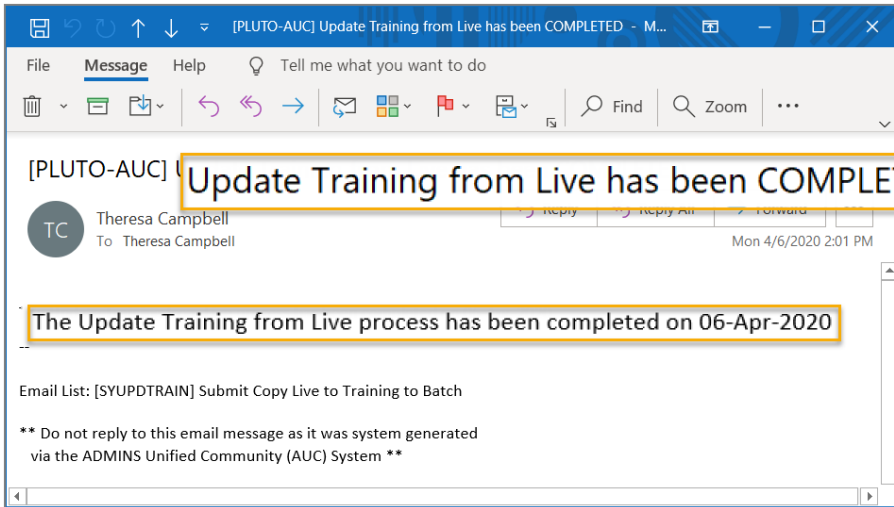 [PLUTO-AUC] Update Training from Live has been COMPLETED - M...
File Message Help Tell me what you want to do
Find Zoom ...
[PLUTO-AUC]
Update Training from Live has been COMPLE
TC
Theresa Campbell
Reply Reply All Forward
To Theresa Campbell
Mon 4/6/2020 2:01 PM
The Update Training from Live process has been completed on 06-Apr-2020
--
Email List: [SYUPDTRAIN] Submit Copy Live to Training to Batch
** Do not reply to this email message as it was system generated
via the ADMINS Unified Community (AUC) System **